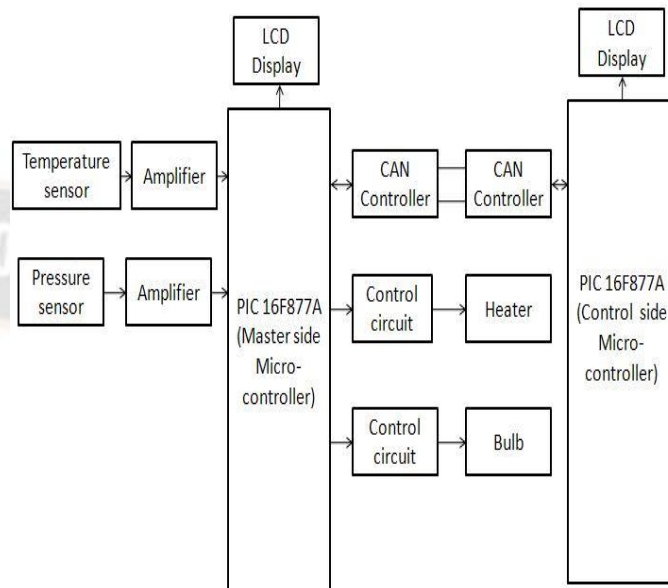 LCD
Display
LCD
Display
Temperature
sensor
Amplifier
CAN
Controller
CAN
Controller
Pressure
sensor
Amplifier
PIC 16F877A
(Master side
Micro-
controller)
Control
circuit
Heater
PIC 16F877A
(Control side
Micro-
controller)
Control
circuit
Bulb